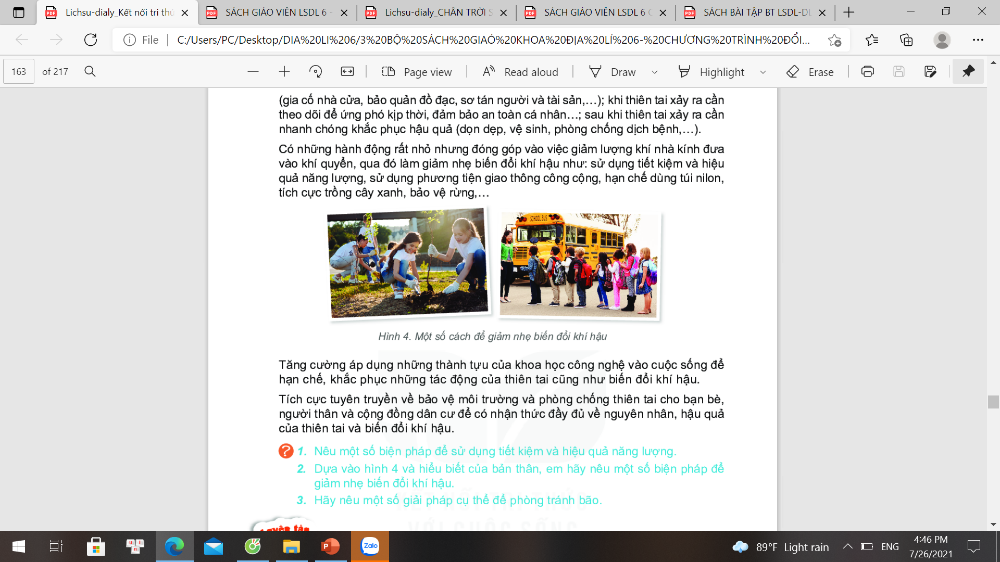 Lichsu-dialy_Kết nối tri thứ
SÁCH GIÁO VIÊN LSDL 6 -
Lichsu-dialy_CHÂN TRỜI S
SÁCH GIÁO VIÊN LSDL 6 C
SÁCH BÀI TẬP BT LSDL-DL
File
C:/Users/PC/Desktop/DIA%20LI%206/3%20BỘ%20SÁCH%20GIAÓ%20KHOA%20ĐỊA%20LÍ%206-%20CHƯƠNG%20TRÌNH%20ĐỔI...
163 of 217
Page view
Read aloud
Draw
Highlight
Erase
(gia cố nhà cửa, bảo quản đồ đạc, sơ tán người và tài sản,...); khi thiên tai xảy ra cần
theo dõi để ứng phó kịp thời, đảm bảo an toàn cá nhân...; sau khi thiên tai xảy ra cần
nhanh chóng khắc phục hậu quả (dọn dẹp, vệ sinh, phòng chống dịch bệnh,...).
Có những hành động rất nhỏ nhưng đóng góp vào việc giảm lượng khí nhà kính đưa
vào khí quyển, qua đó làm giảm nhẹ biến đổi khí hậu như: sử dụng tiết kiệm và hiệu
quả năng lượng, sử dụng phương tiện giao thông công cộng, hạn chế dùng túi nilon,
tích cực trồng cây xanh, bảo vệ rừng,...
SCHOOL BUS
Hình 4. Một số cách để giảm nhẹ biến đổi khí hậu
Tăng cường áp dụng những thành tựu của khoa học công nghệ vào cuộc sống để
hạn chế, khắc phục những tác động của thiên tai cũng như biến đổi khí hậu.
Tích cực tuyên truyền về bảo vệ môi trường và phòng chống thiên tai cho bạn bè,
người thân và cộng đồng dân cư để có nhận thức đầy đủ về nguyên nhân, hậu quả
của thiên tai và biến đổi khí hậu.
? 1. Nêu một số biện pháp để sử dụng tiết kiệm và hiệu quả năng lượng.
2. Dựa vào hình 4 và hiểu biết của bản thân, em hãy nêu một số biện pháp để
giảm nhẹ biến đổi khí hậu.
3. Hãy nêu một số giải pháp cụ thể để phòng tránh bão.
VỚI CUỘC SỐNG
Zalo
89°F Light rain
ENG
4:46 PM
7/26/2021